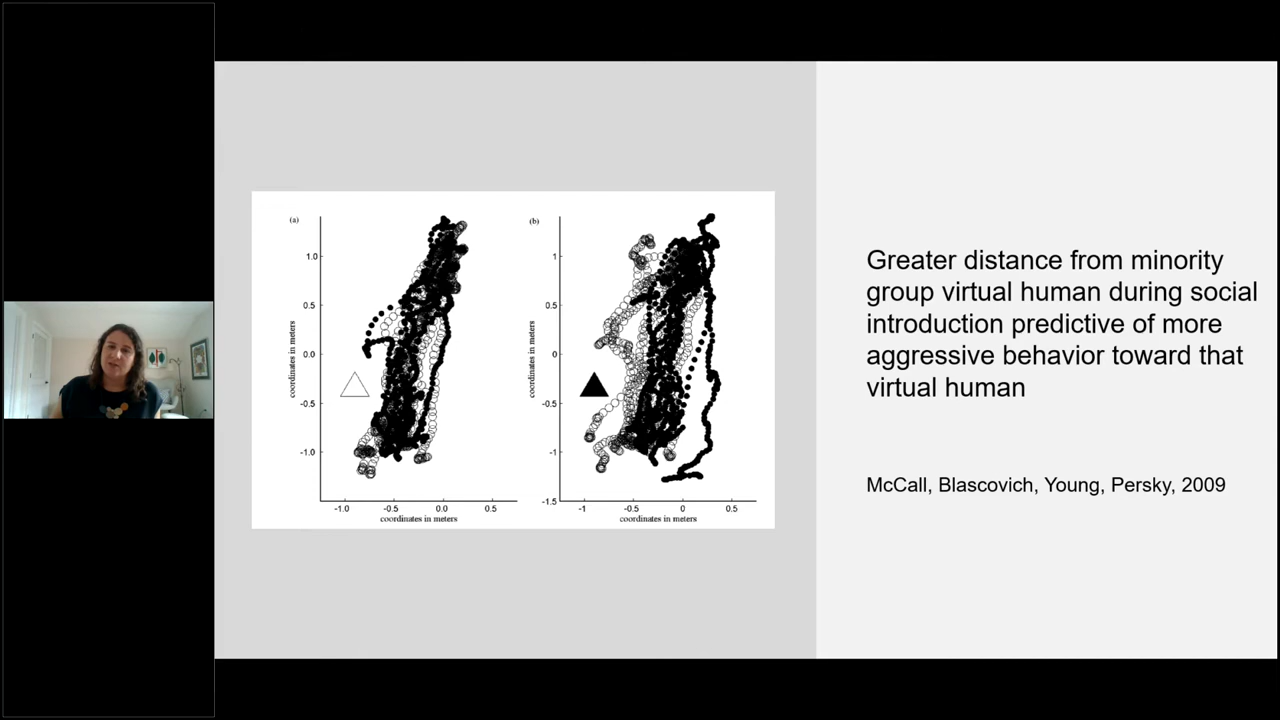 (a)
1.0
0.5
0.0
-0.5
-1.0
coordinates in meters
-1.0 -0.5 0.0 0.5
coordinates in meters
(b)
1
0.5
0
-0.5
-1
-1.5
coordinates in meters
-1 -0.5 0 0.5
coordinates in meters
Greater distance from minority
group virtual human during social
introduction predictive of more
aggressive behavior toward that
virtual human
McCall, Blascovich, Young, Persky, 2009